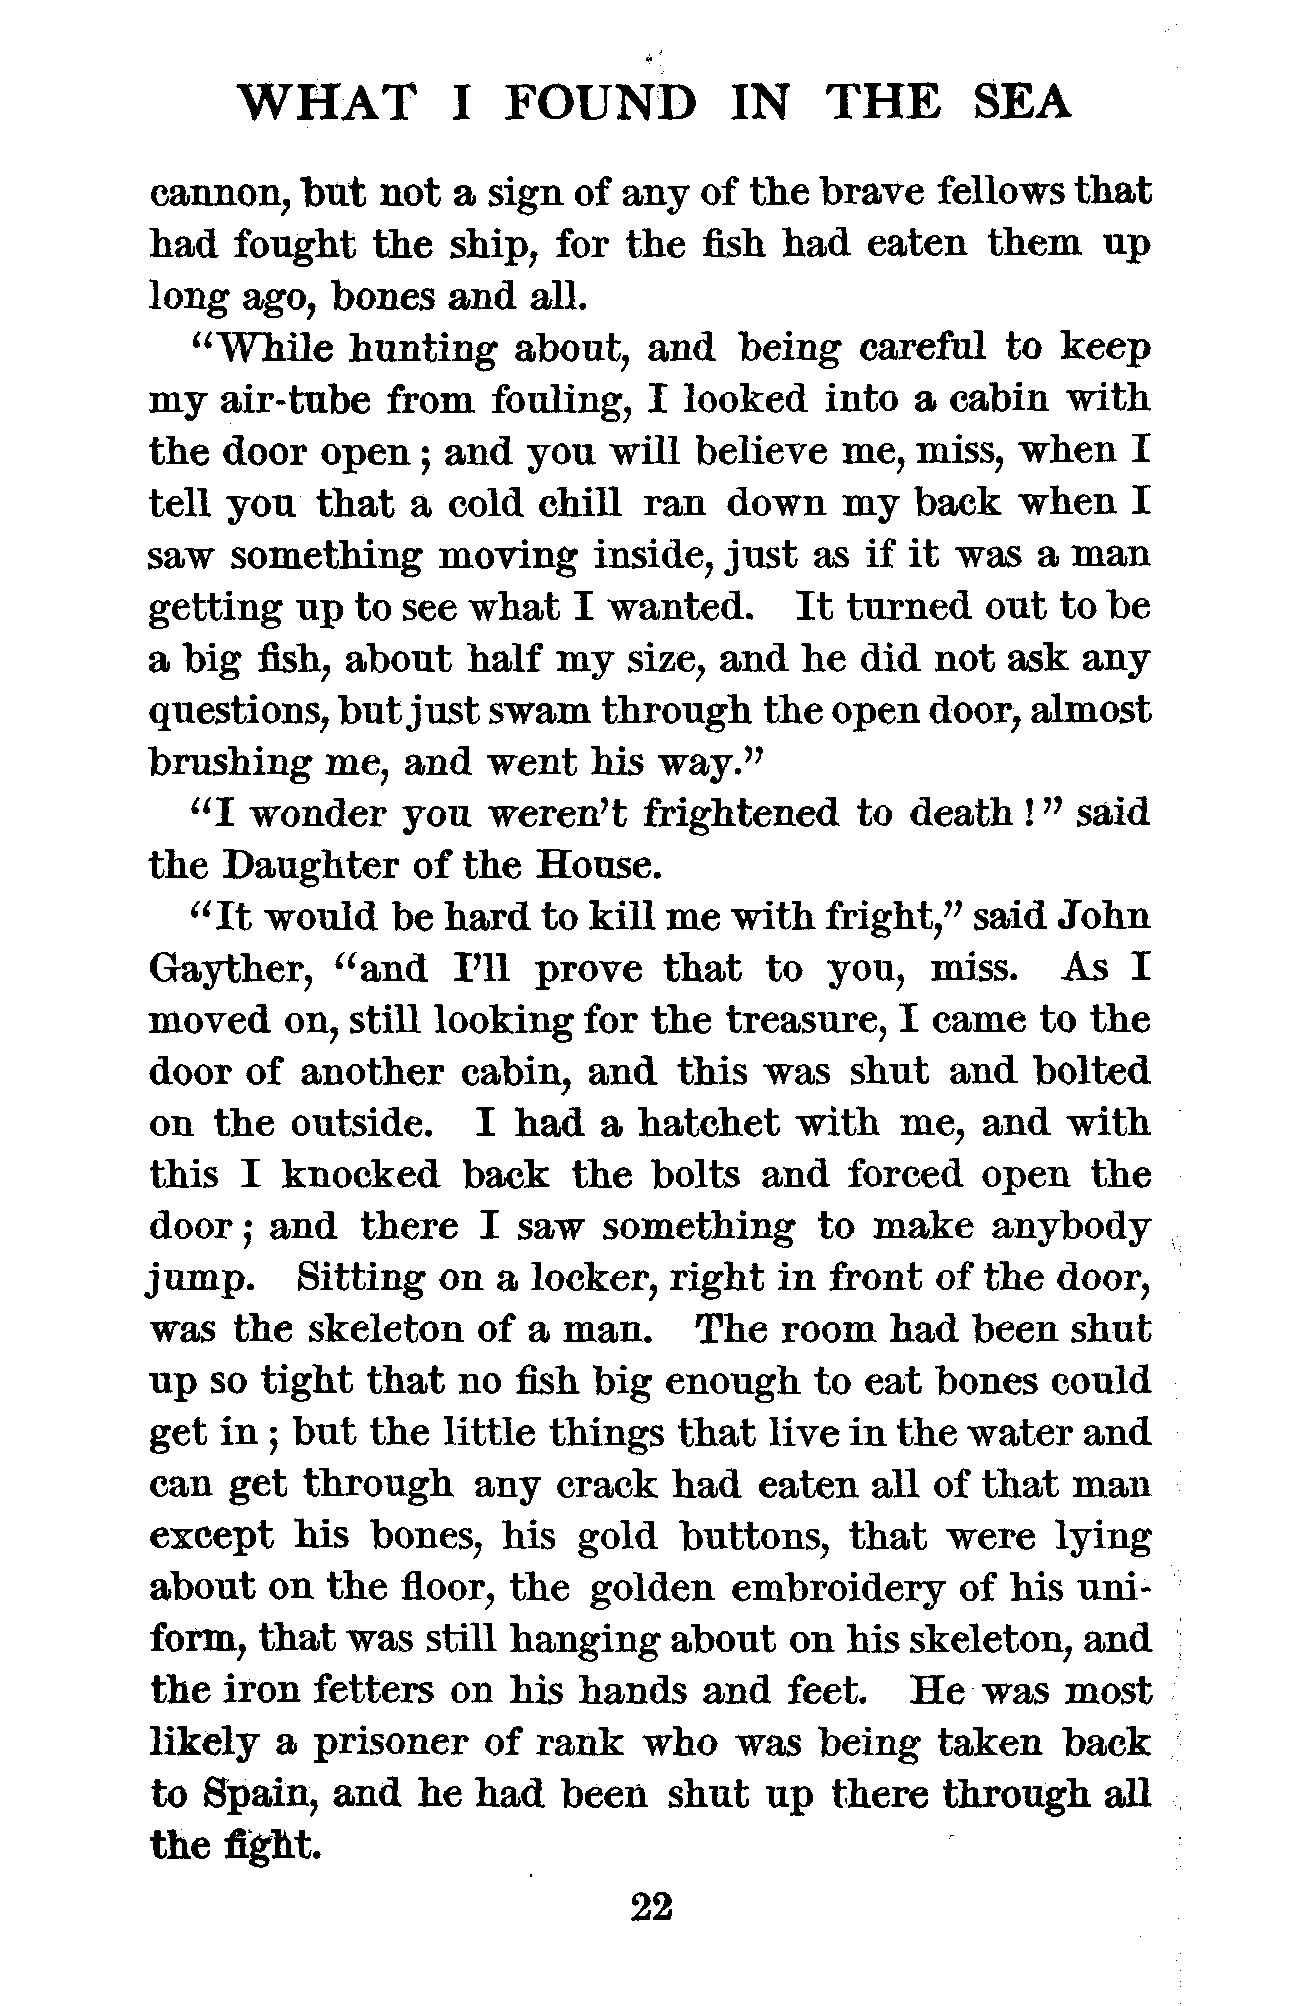 WHAT I FOUND IN THE SEA
cannon, but not a sign of any of the brave fellows that
had fought the ship, for the fish had eaten them up
long ago, bones and all.
"While hunting about, and being careful to keep
my air-tube from fouling, I looked into a cabin with
the door open; and you will believe me, miss, when I
tell you that a cold chill ran down my back when I
saw something moving inside, just as if it was a man
getting up to see what I wanted. It turned out to be
a big fish, about half my size, and he did not ask any
questions, but just swam through the open door, almost
brushing me, and went his way."
"I wonder you weren't frightened to death!" said
the Daughter of the House.
"It would be hard to kill me with fright," said John
Gayther, "and I'll prove that to you, miss. As I
moved on, still looking for the treasure, I came to the
door of another cabin, and this was shut and bolted
on the outside. I had a hatchet with me, and with
this I knocked back the bolts and forced open the
door; and there I saw something to make anybody
jump. Sitting on a locker, right in front of the door,
was the skeleton of a man. The room had been shut
up so tight that no fish big enough to eat bones could
get in; but the little things that live in the water and
can get through any crack had eaten all of that man
except his bones, his gold buttons, that were lying
about on the floor, the golden embroidery of his uni-
form, that was still hanging about on his skeleton, and
the iron fetters on his hands and feet. He was most
likely a prisoner of rank who was being taken back
to Spain, and he had been shut up there through all
the fight.
22